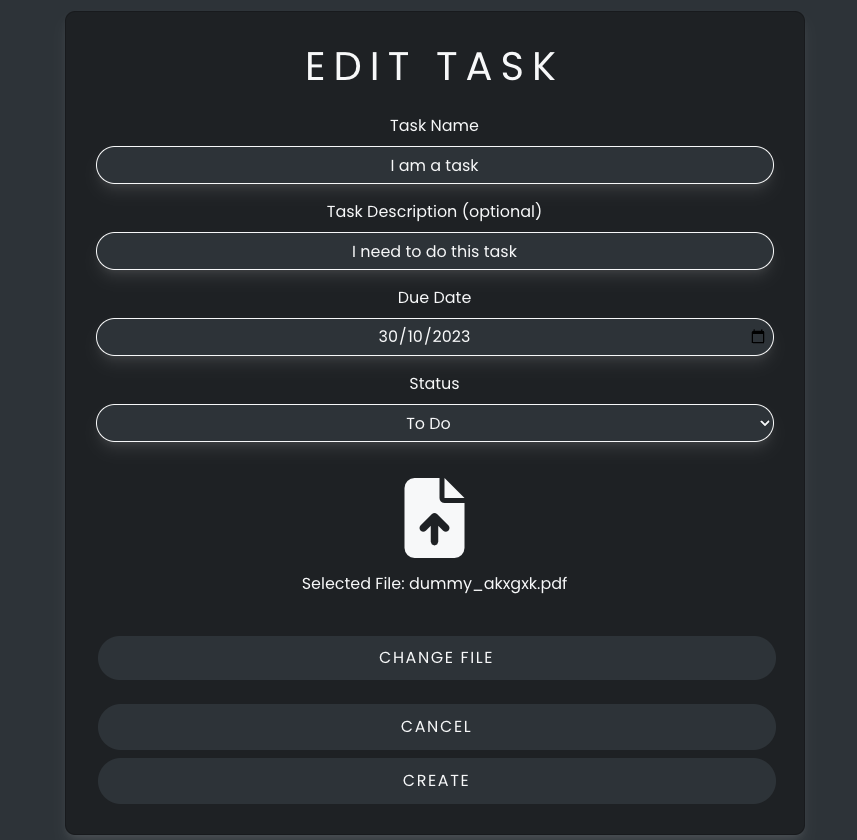 EDIT TASK
Task Name
I am a task
Task Description (optional)
I need to do this task
Due Date
30/10/2023
Status
To Do
Selected File: dummy_akxgxk.pdf
CHANGE FILE
CANCEL
CREATE